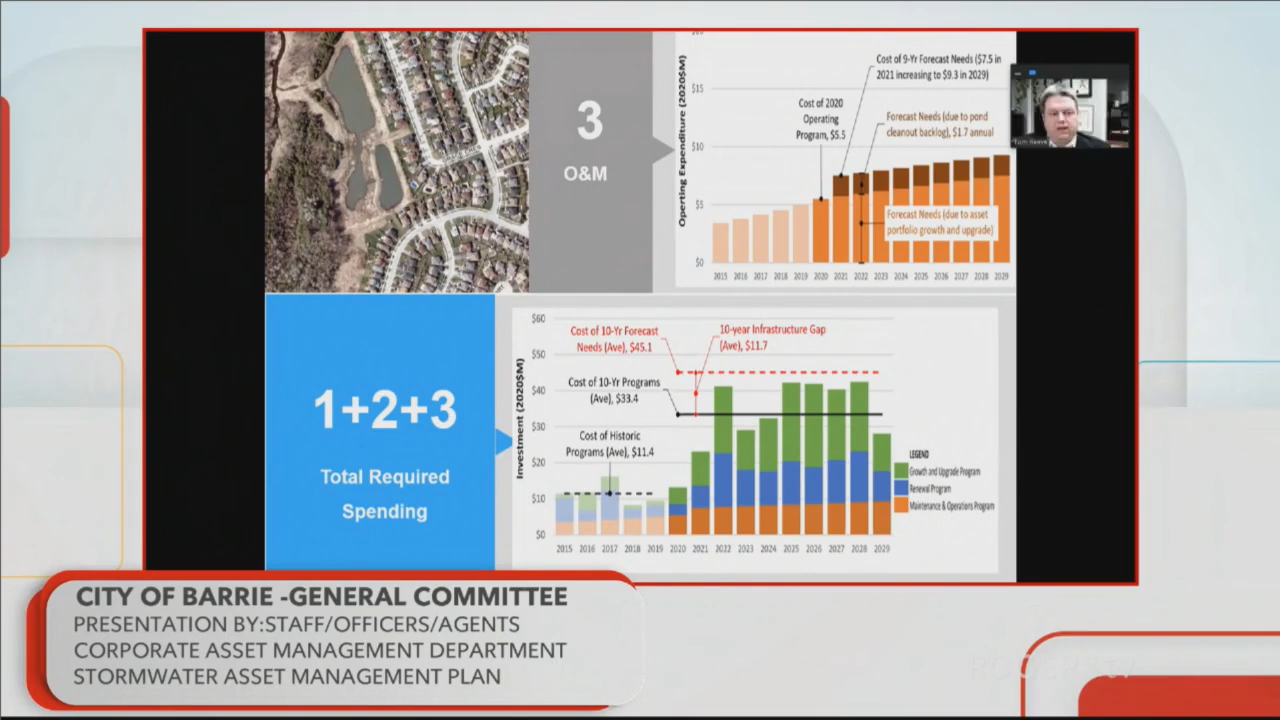 3
O&M
Operting Expenditure (2020$M)
$15
$10
$5
$0
Cost of 9-Yr Forecast Needs ($7.5 in
2021 increasing to $9.3 in 2029)
Cost of 2020
Operating
Program, $5.5
Forecast Needs (due to pond
cleanout backlog), $1.7 annual
Forecast Needs (due to asset
portfolio growth and upgrade)
2015 2016 2017 2018 2019 2020 2021 2022 2023 2024 2025 2026 2027 2028 2029
Tom Reeve
1+2+3
Total Required
Spending
Investment (2020$M)
$60
$50
$40
$30
$20
$10
$0
Cost of 10-Yr Forecast
Needs (Ave), $45.1
10-year Infrastructure Gap
(Ave), $11.7
Cost of 10-Yr Programs
(Ave), $33.4
Cost of Historic
Programs (Ave), $11.4
LEGEND
Growth and Upgrade Program
Renewal Program
Maintenance & Operations Program
2015 2016 2017 2018 2019 2020 2021 2022 2023 2024 2025 2026 2027 2028 2029
CITY OF BARRIE -GENERAL COMMITTEE
PRESENTATION BY:STAFF/OFFICERS/AGENTS
CORPORATE ASSET MANAGEMENT DEPARTMENT
STORMWATER ASSET MANAGEMENT PLAN
ROGERS tv